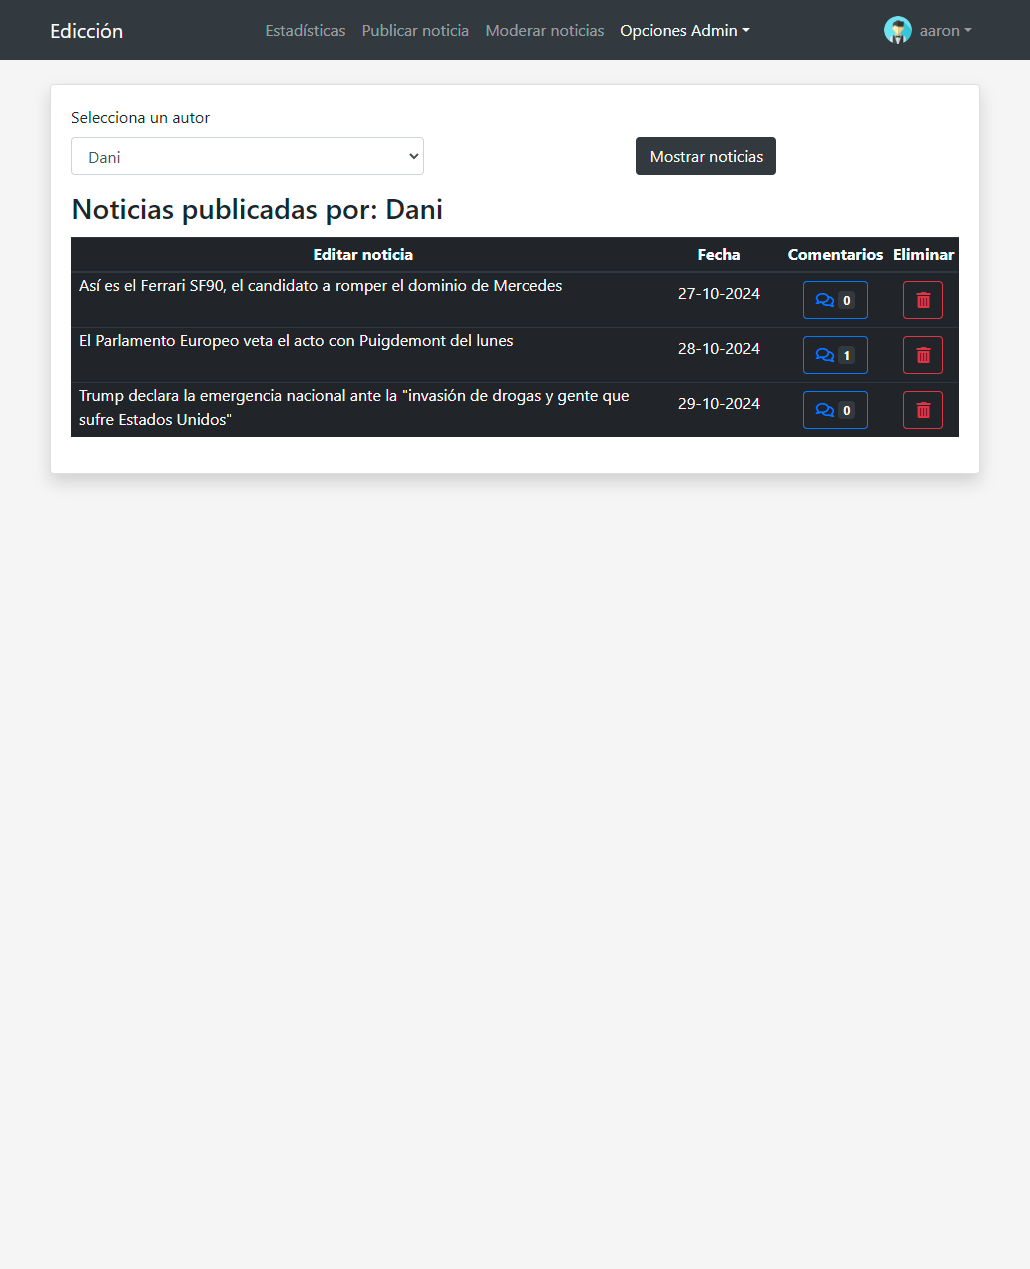 Edicción Estadísticas Publicar noticia Moderar noticias Opciones Admin aaron
Selecciona un autor
Dani Mostrar noticias
Noticias publicadas por: Dani
Editar noticia Fecha Comentarios Eliminar
Así es el Ferrari SF90, el candidato a romper el dominio de Mercedes 27-10-2024 0
El Parlamento Europeo veta el acto con Puigdemont del lunes 28-10-2024 1
Trump declara la emergencia nacional ante la "invasión de drogas y gente que 29-10-2024 0
sufre Estados Unidos"